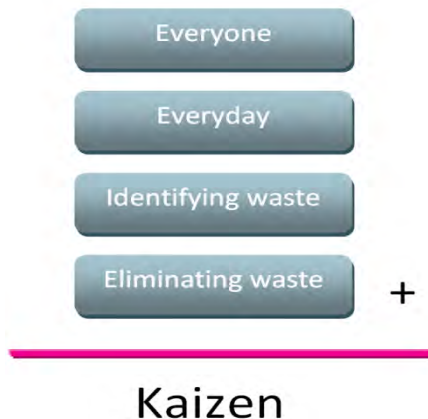 Everyone
Everyday
Identifying waste
Eliminating waste +
Kaizen